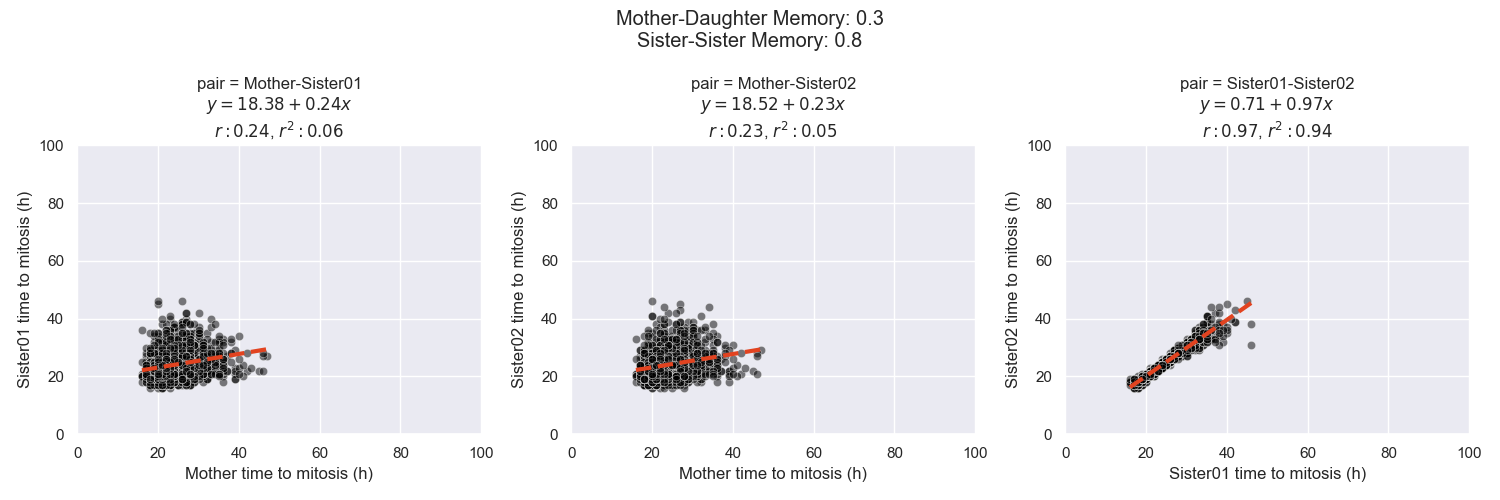 Mother-Daughter Memory: 0.3
Sister-Sister Memory: 0.8
pair = Mother-Sister01
y = 18.38 + 0.24x
r : 0.24, r² : 0.06
100
80
60
40
20
0
Sister01 time to mitosis (h)
0 20 40 60 80 100
Mother time to mitosis (h)
pair = Mother-Sister02
y = 18.52 + 0.23x
r : 0.23, r² : 0.05
100
80
60
40
20
0
Sister02 time to mitosis (h)
0 20 40 60 80 100
Mother time to mitosis (h)
pair = Sister01-Sister02
y = 0.71 + 0.97x
r : 0.97, r² : 0.94
100
80
60
40
20
0
Sister02 time to mitosis (h)
0 20 40 60 80 100
Sister01 time to mitosis (h)